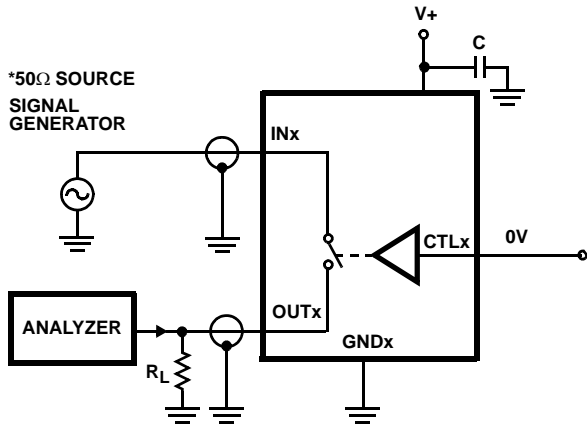 V+
C
*50Ω SOURCE
SIGNAL
GENERATOR
INx
CTLx
0V
OUTx
ANALYZER
GNDx
RL